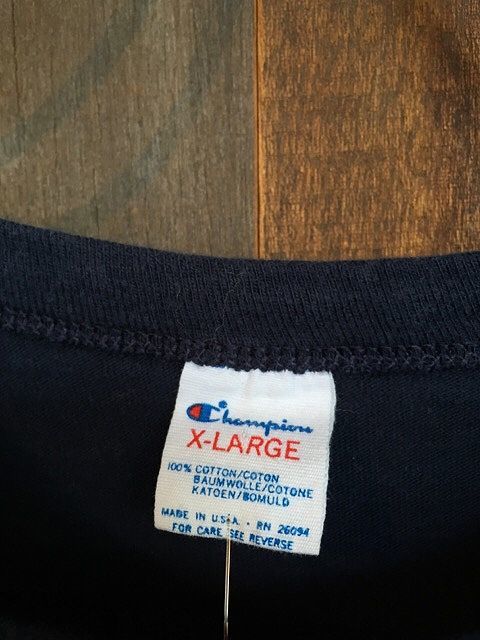 Champion
X-LARGE
100% COTTON/COTON
BAUMWOLLE/COTONE
KATOEN/BOMULD
MADE IN U.S.A. · RN 26094
FOR CARE SEE REVERSE